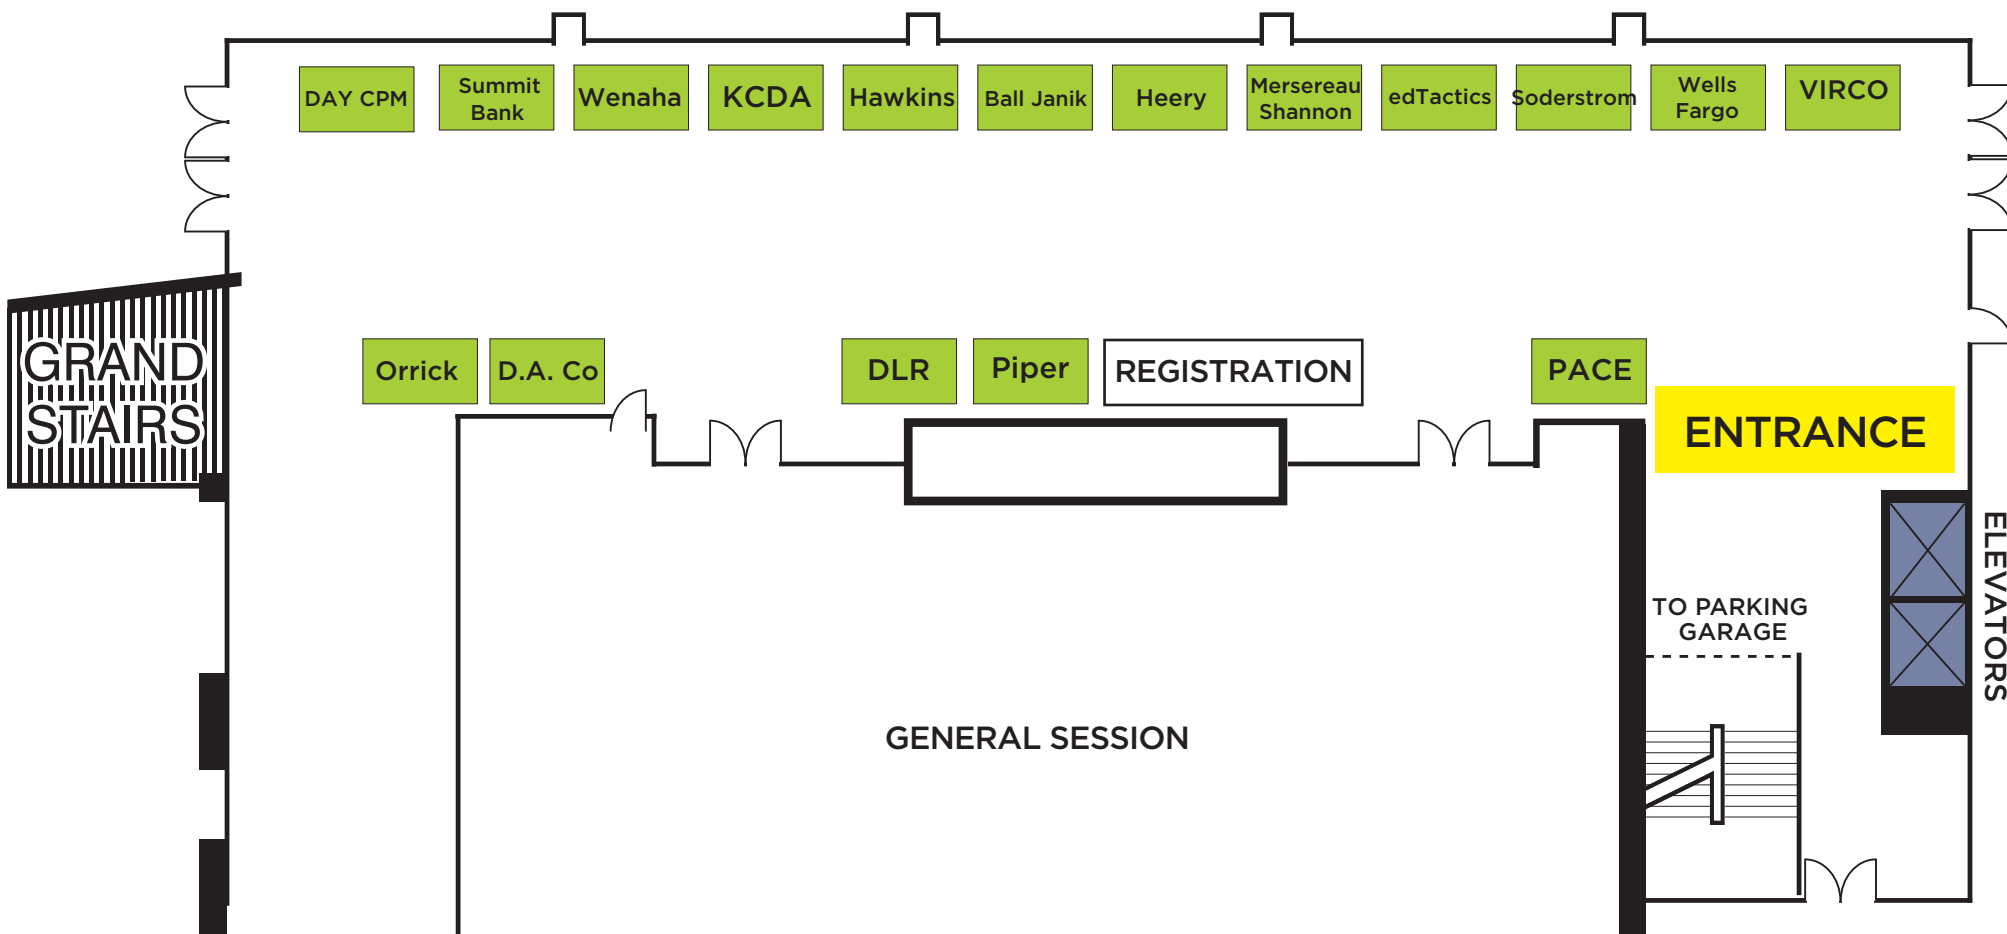 DAY CPM
Summit
Bank
Wenaha
KCDA
Hawkins
Ball Janik
Heery
Mersereau
Shannon
edTactics
Soderstrom
Wells
Fargo
VIRCO
GRAND
STAIRS
Orrick
D.A. Co
DLR
Piper
REGISTRATION
PACE
ENTRANCE
ELEVATORS
TO PARKING
GARAGE
GENERAL SESSION